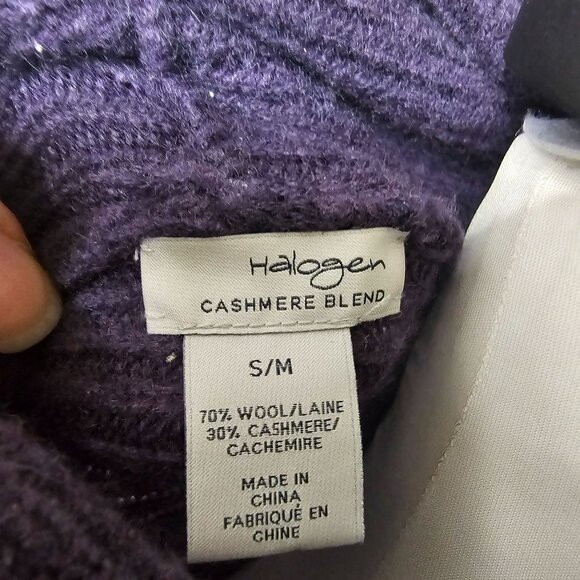 Halogen
CASHMERE BLEND
S/M
70% WOOL/LAINE
30% CASHMERE/
CACHEMIRE
MADE IN
CHINA
FABRIQUÉ EN
CHINE